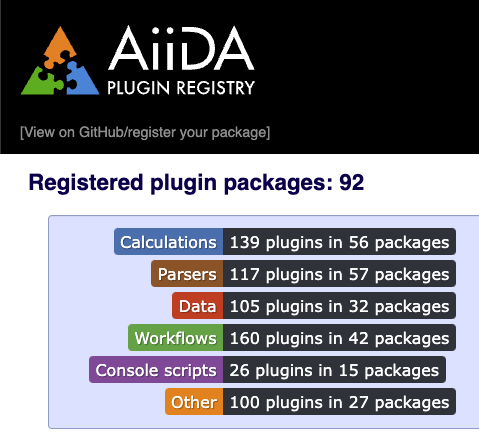 AiiDA
PLUGIN REGISTRY
[View on GitHub/register your package]
Registered plugin packages: 92
Calculations 139 plugins in 56 packages
Parsers 117 plugins in 57 packages
Data 105 plugins in 32 packages
Workflows 160 plugins in 42 packages
Console scripts 26 plugins in 15 packages
Other 100 plugins in 27 packages